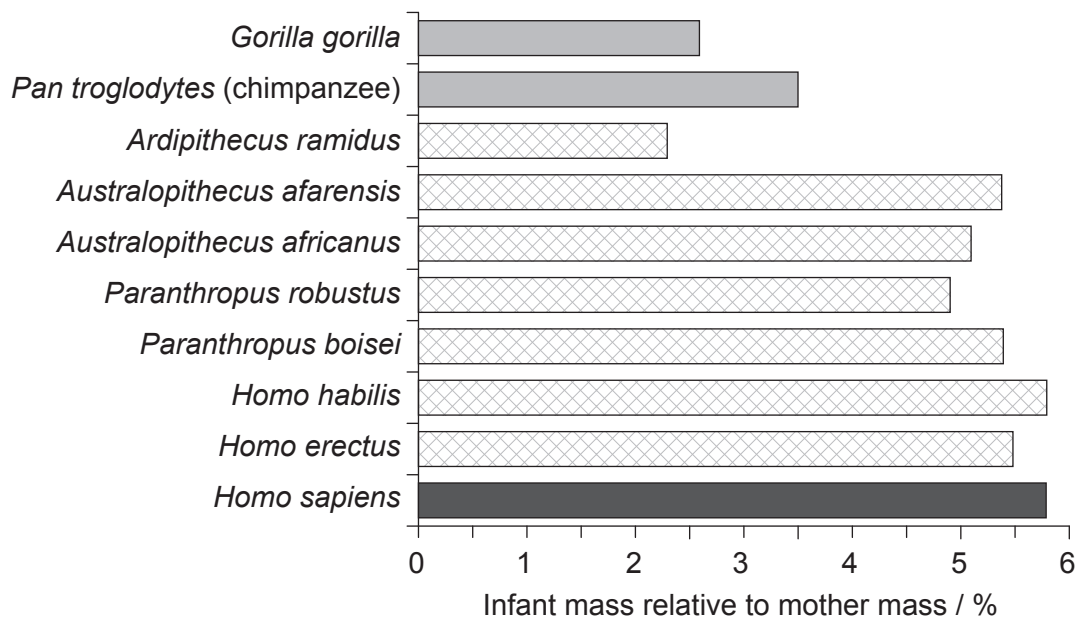 Gorilla gorilla
Pan troglodytes (chimpanzee)
Ardipithecus ramidus
Australopithecus afarensis
Australopithecus africanus
Paranthropus robustus
Paranthropus boisei
Homo habilis
Homo erectus
Homo sapiens
0 1 2 3 4 5 6
Infant mass relative to mother mass / %